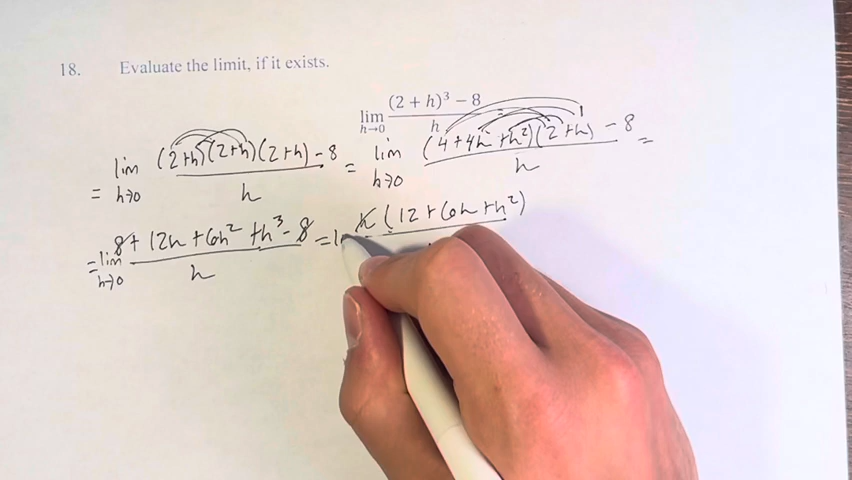 18. Evaluate the limit, if it exists.
lim h→0 (2 + h)³ − 8 / h =
= lim h→0 (2+h)(2+h)(2+h) − 8 / h = lim h→0 (4 + 4h + h²)(2 + h) − 8 / h =
= lim h→0 8 + 12h + 6h² + h³ − 8 / h = h (12 + 6h + h²)